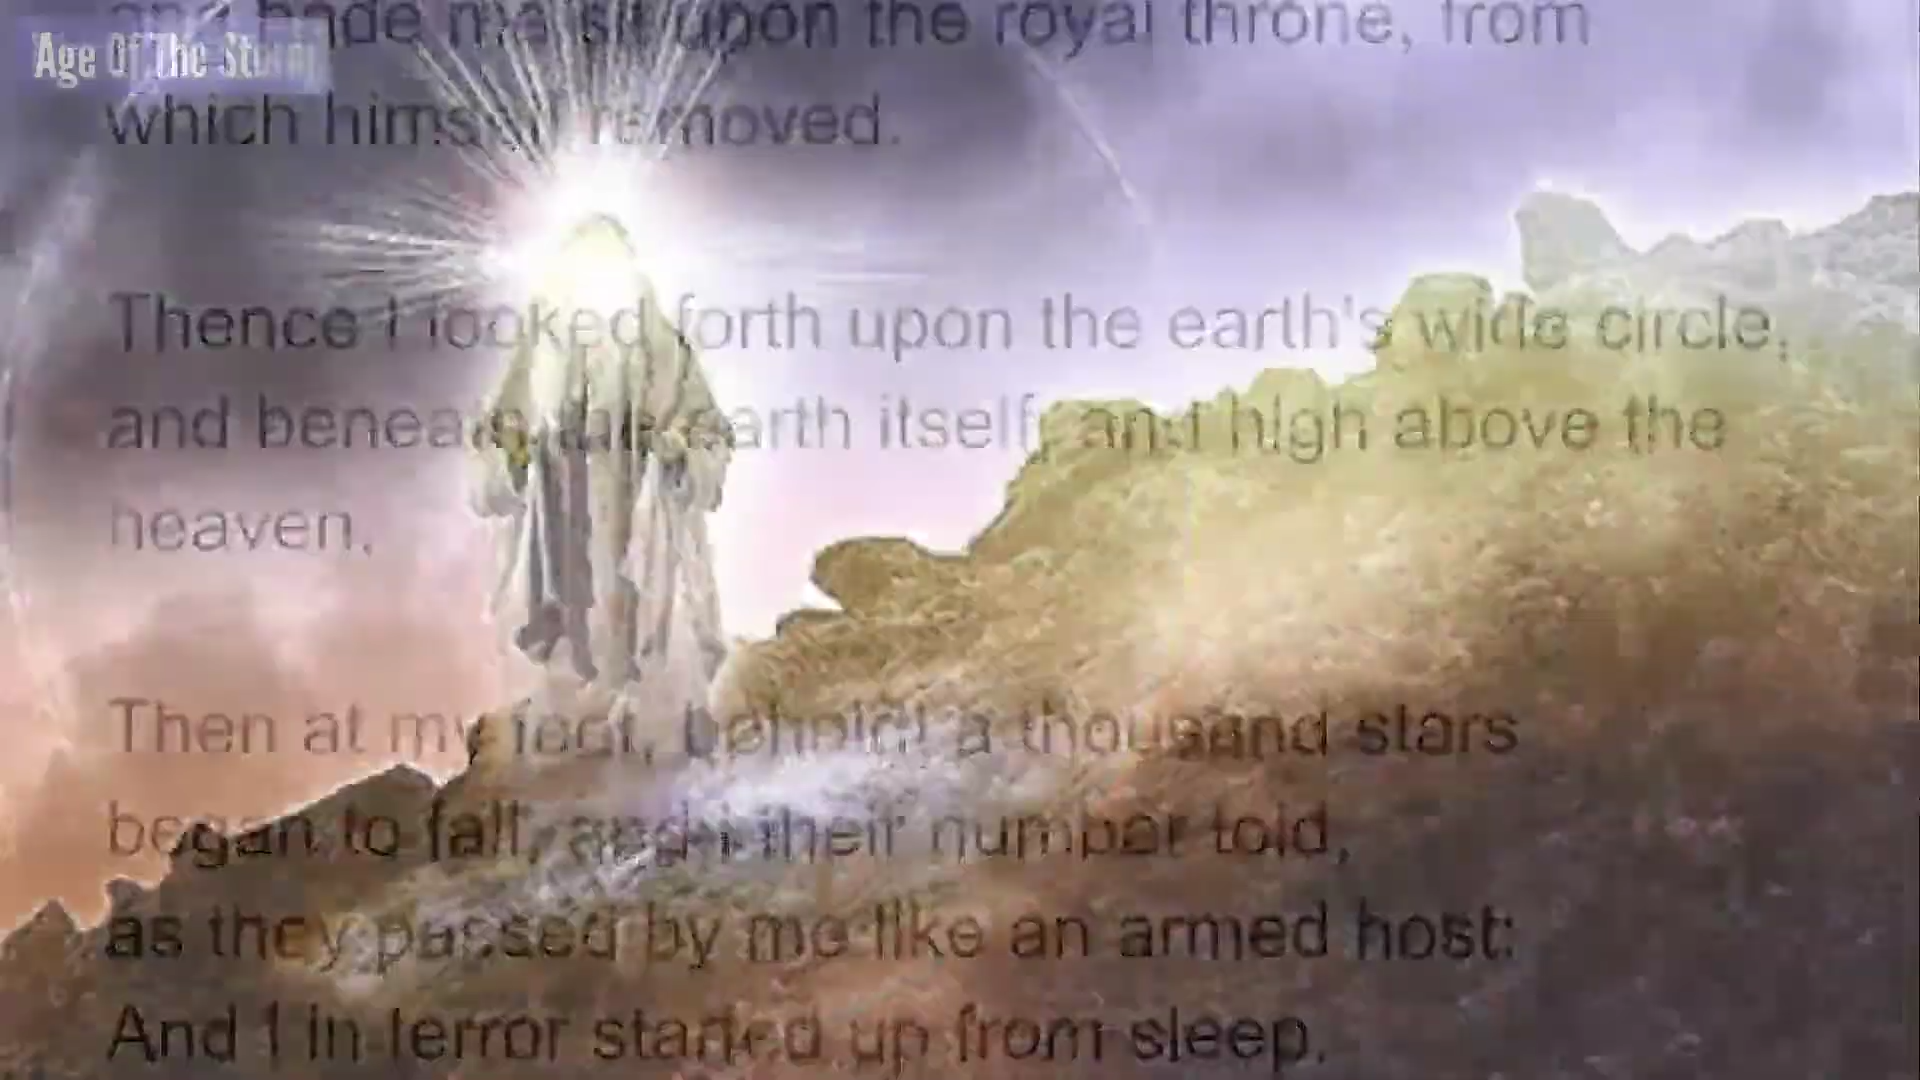 Age Of The Storm
and bade me sit upon the royal throne, from
which himself removed.
Thence I looked forth upon the earth's wide circle,
and beneath the earth itself, and high above the
heaven.
Then at my feet, behold! a thousand stars
began to fall, and I their number told,
as they passed by me like an armed host:
And I in terror started up from sleep.